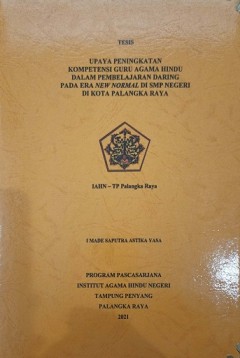 TESIS
UPAYA PENINGKATAN
KOMPETENSI GURU AGAMA HINDU
DALAM PEMBELAJARAN DARING
PADA ERA NEW NORMAL DI SMP NEGERI
DI KOTA PALANGKA RAYA
IAHN – TP Palangka Raya
I MADE SAPUTRA ASTIKA YASA
PROGRAM PASCASARJANA
INSTITUT AGAMA HINDU NEGERI
TAMPUNG PENYANG
PALANGKA RAYA
2021